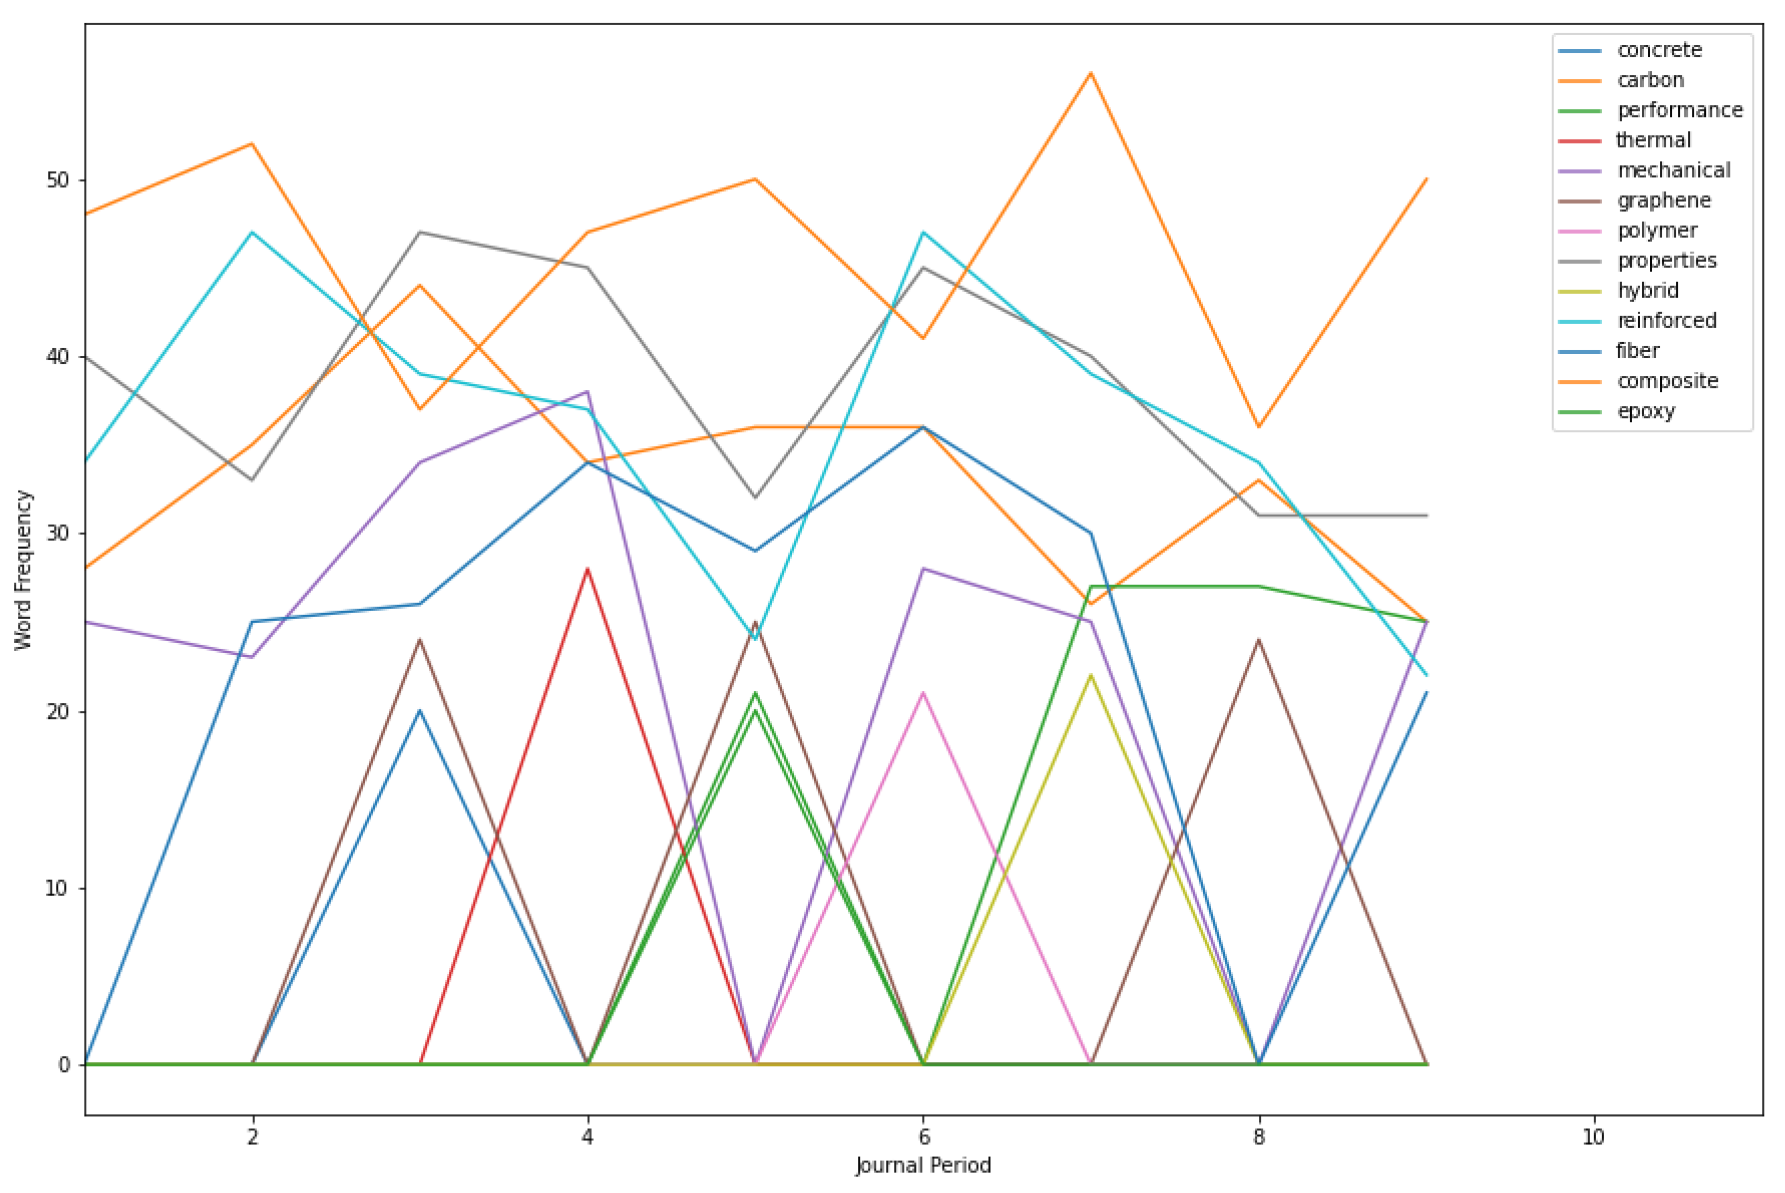 concrete
carbon
performance
thermal
mechanical
graphene
polymer
properties
hybrid
reinforced
fiber
composite
epoxy
Word Frequency
50
40
30
20
10
0
2 4 6 8 10
Journal Period